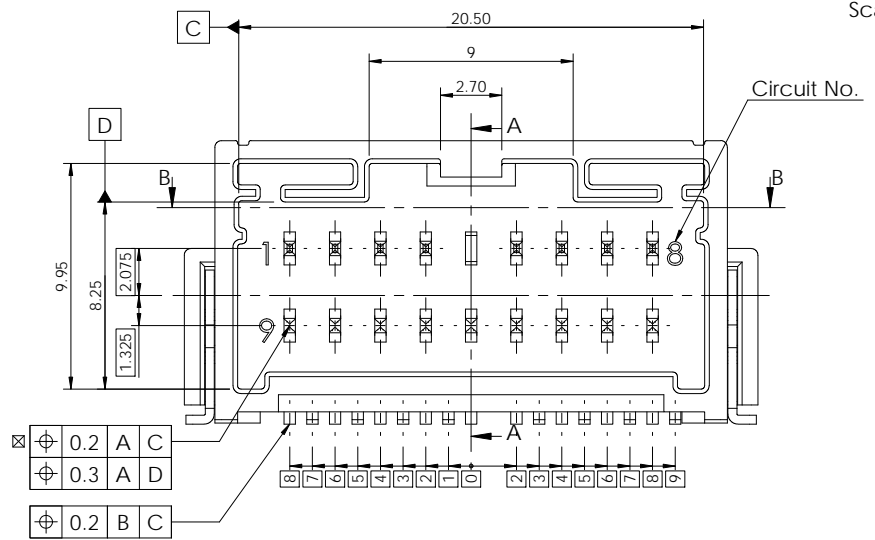 Sca
C
20.50
9
Circuit No.
2.70
D
A
B
B
1
8
9.95
8.25
2.075
1.325
9
A
⌖ 0.2 A C
⌖ 0.3 A D
8 7 6 5 4 3 2 1 0 2 3 4 5 6 7 8 9
⌖ 0.2 B C